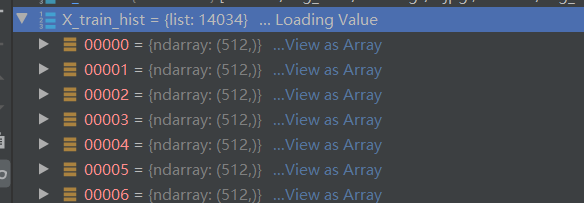 X_train_hist = {list: 14034} ... Loading Value
00000 = {ndarray: (512,)} ...View as Array
00001 = {ndarray: (512,)} ...View as Array
00002 = {ndarray: (512,)} ...View as Array
00003 = {ndarray: (512,)} ...View as Array
00004 = {ndarray: (512,)} ...View as Array
00005 = {ndarray: (512,)} ...View as Array
00006 = {ndarray: (512,)} ...View as Array